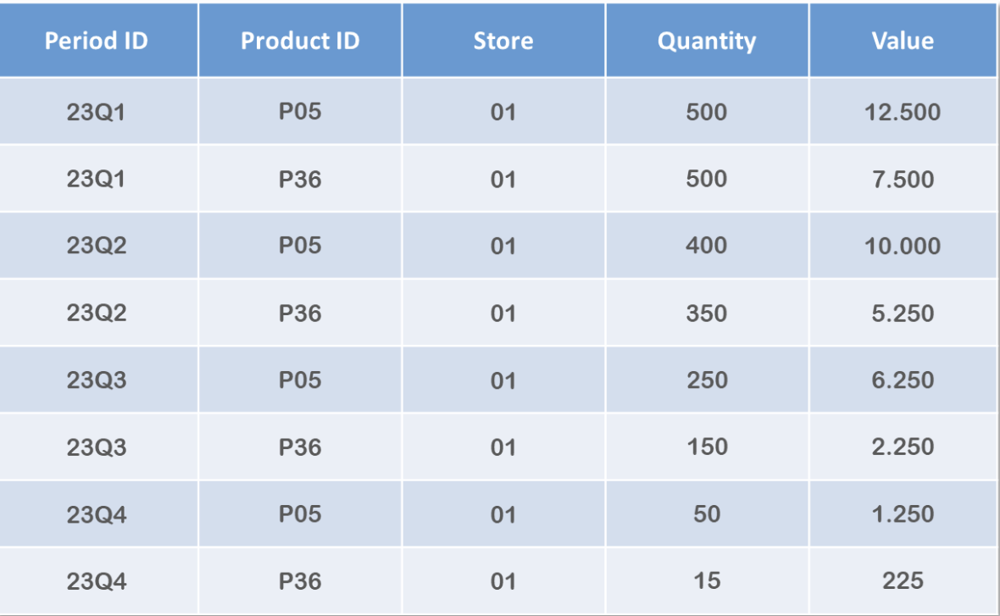 Period ID Product ID Store Quantity Value
23Q1 P05 01 500 12.500
23Q1 P36 01 500 7.500
23Q2 P05 01 400 10.000
23Q2 P36 01 350 5.250
23Q3 P05 01 250 6.250
23Q3 P36 01 150 2.250
23Q4 P05 01 50 1.250
23Q4 P36 01 15 225